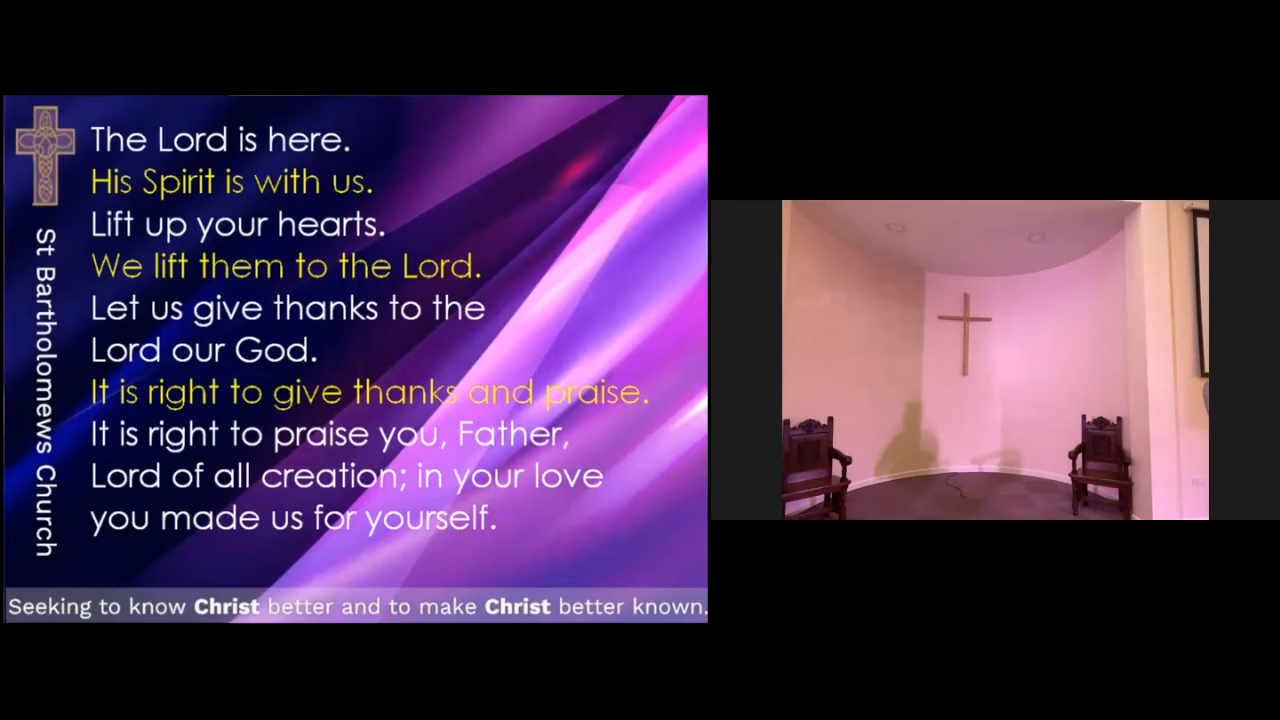 The Lord is here.
His Spirit is with us.
Lift up your hearts.
We lift them to the Lord.
Let us give thanks to the
Lord our God.
It is right to give thanks and praise.
It is right to praise you, Father,
Lord of all creation; in your love
you made us for yourself.
St Bartholomews Church
Seeking to know Christ better and to make Christ better known.